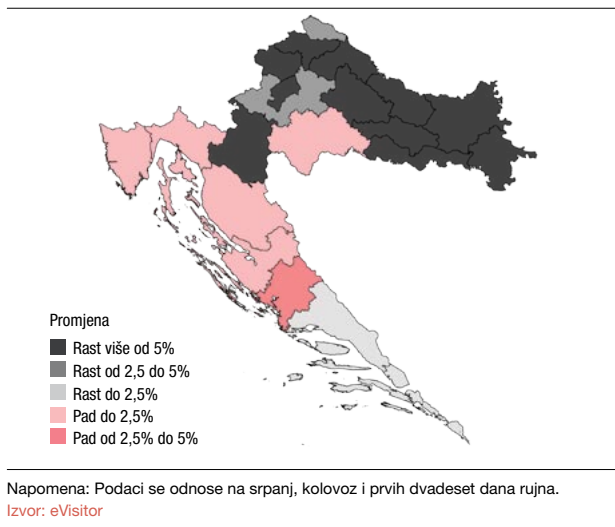 Promjena
Rast više od 5%
Rast od 2,5 do 5%
Rast do 2,5%
Pad do 2,5%
Pad od 2,5% do 5%
Napomena: Podaci se odnose na srpanj, kolovoz i prvih dvadeset dana rujna.
Izvor: eVisitor